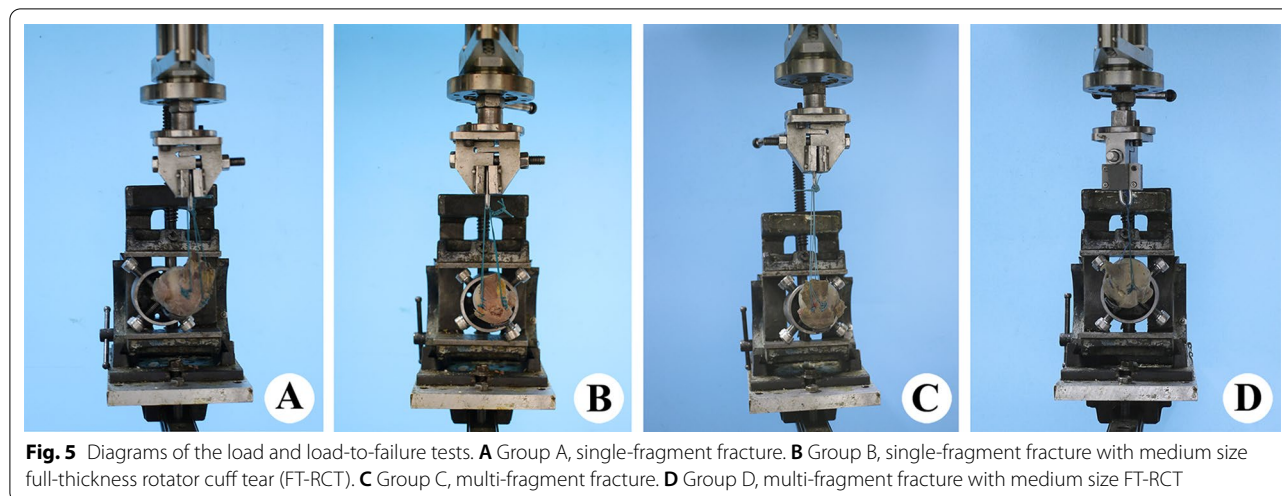 A
B
C
D
Fig. 5 Diagrams of the load and load-to-failure tests. A Group A, single-fragment fracture. B Group B, single-fragment fracture with medium size
full-thickness rotator cuff tear (FT-RCT). C Group C, multi-fragment fracture. D Group D, multi-fragment fracture with medium size FT-RCT